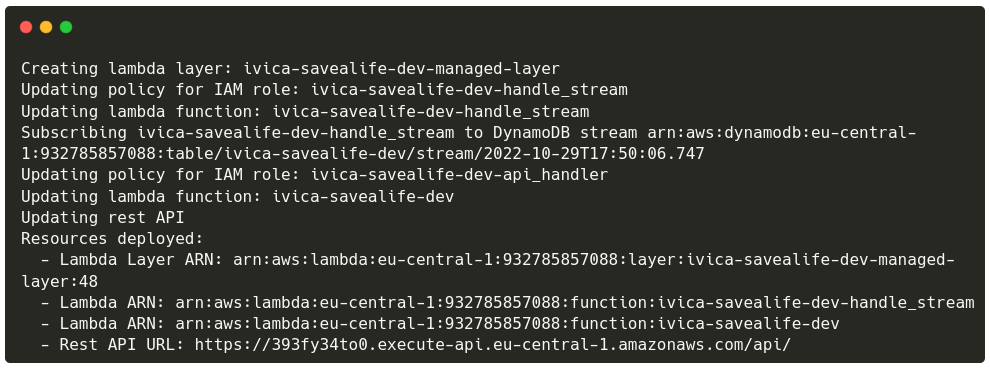 Creating lambda layer: ivica-savealife-dev-managed-layer
Updating policy for IAM role: ivica-savealife-dev-handle_stream
Updating lambda function: ivica-savealife-dev-handle_stream
Subscribing ivica-savealife-dev-handle_stream to DynamoDB stream arn:aws:dynamodb:eu-central-
1:932785857088:table/ivica-savealife-dev/stream/2022-10-29T17:50:06.747
Updating policy for IAM role: ivica-savealife-dev-api_handler
Updating lambda function: ivica-savealife-dev
Updating rest API
Resources deployed:
  - Lambda Layer ARN: arn:aws:lambda:eu-central-1:932785857088:layer:ivica-savealife-dev-managed-
layer:48
  - Lambda ARN: arn:aws:lambda:eu-central-1:932785857088:function:ivica-savealife-dev-handle_stream
  - Lambda ARN: arn:aws:lambda:eu-central-1:932785857088:function:ivica-savealife-dev
  - Rest API URL: https://393fy34to0.execute-api.eu-central-1.amazonaws.com/api/